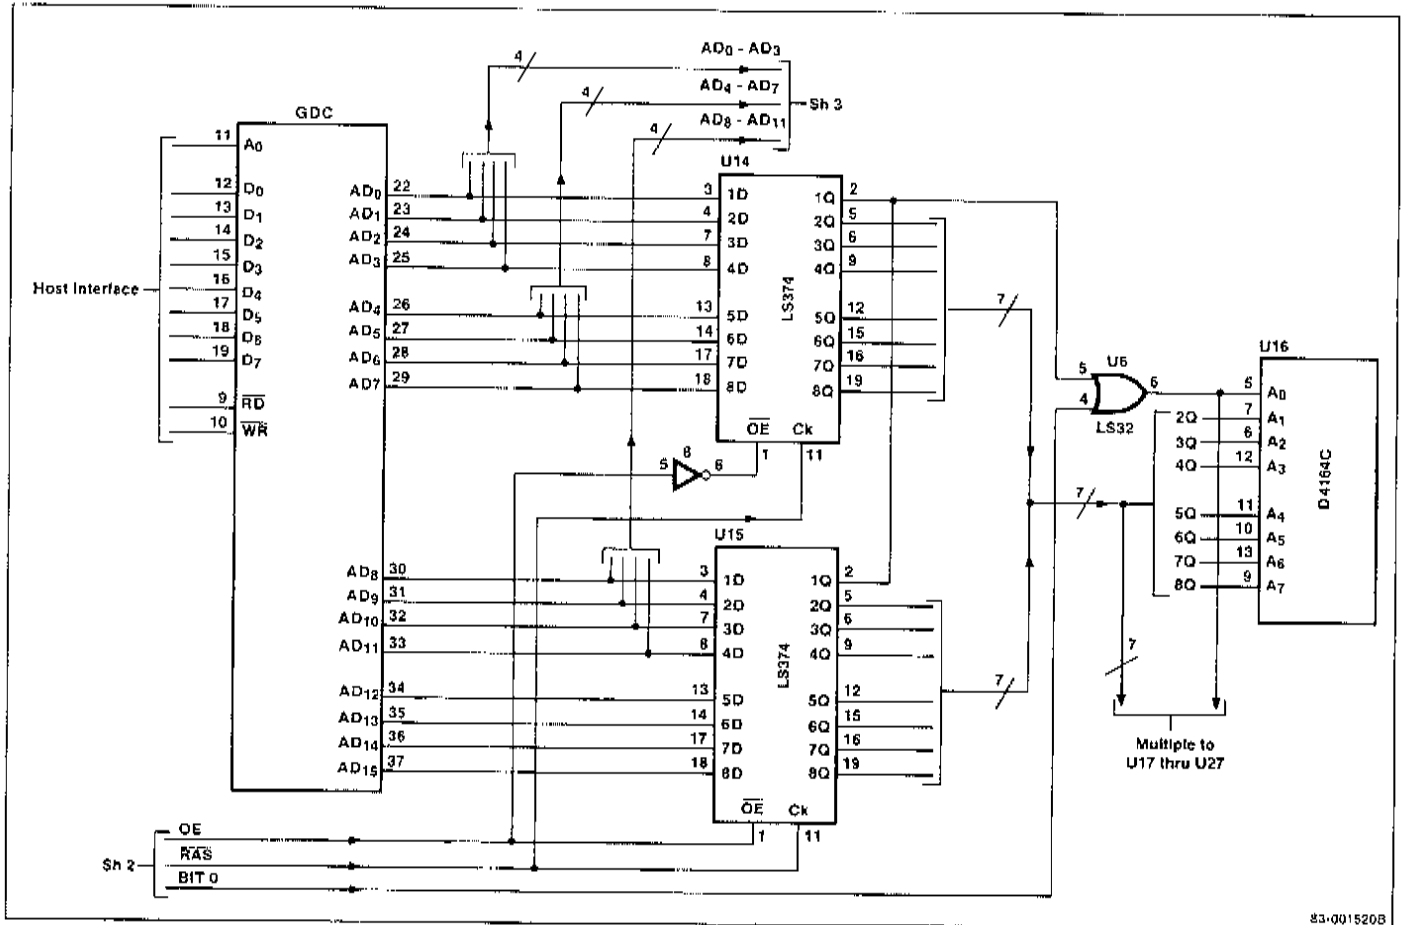 AD0 - AD3
4
AD4 - AD7
4
Sh 3
AD8 - AD11
4
GDC
U14
11 A0
12 D0
13 D1
14 D2
15 D3
16 D4
17 D5
18 D6
19 D7
9 RD
10 WR
Host Interface
AD0 22
AD1 23
AD2 24
AD3 25
AD4 26
AD5 27
AD6 28
AD7 29
3 1D
4 2D
7 3D
8 4D
13 5D
14 6D
17 7D
18 8D
LS374
1Q 2
2Q 5
3Q 6
4Q 9
5Q 12
6Q 15
7Q 16
8Q 19
OE Ck
1 11
7
5 6 6
U5
5
4
6
LS32
U16
5 A0
2Q 7 A1
3Q 6 A2
4Q 12 A3
5Q 11 A4
6Q 10 A5
7Q 13 A6
8Q 9 A7
D4164C
7
7
Multiple to
U17 thru U27
U15
AD8 30
AD9 31
AD10 32
AD11 33
AD12 34
AD13 35
AD14 36
AD15 37
3 1D
4 2D
7 3D
8 4D
13 5D
14 6D
17 7D
18 8D
LS374
1Q 2
2Q 5
3Q 6
4Q 9
5Q 12
6Q 15
7Q 16
8Q 19
7
OE Ck
1 11
Sh 2
OE
RAS
BIT 0
83-001520B